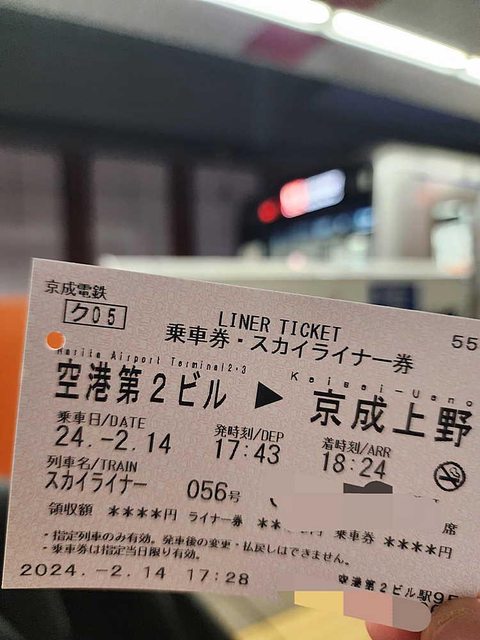 京成電鉄
ク05
LINER TICKET
55
乗車券・スカイライナー券
Narita Airport Terminal2・3
Keisei-Ueno
空港第2ビル ▶ 京成上野
乗車日/DATE 発時刻/DEP 着時刻/ARR
24.-2.14 17:43 18:24
列車名/TRAIN
スカイライナー 056号
席
領収額 ****円 ライナー券 円 乗車券 ****円
・指定列車のみ有効。発車後の変更・払戻しはできません。
・乗車券は指定当日限り有効。
2024.-2.14 17:28 空港第2ビル駅95